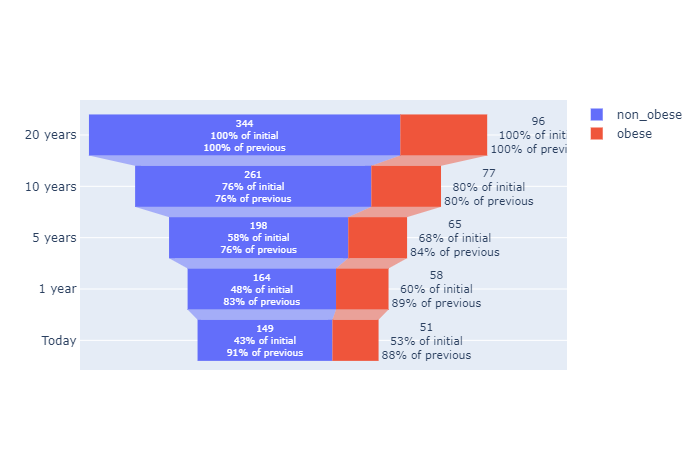 20 years
344
100% of initial
100% of previous
96
100% of initi
100% of previ
10 years
261
76% of initial
76% of previous
77
80% of initial
80% of previous
5 years
198
58% of initial
76% of previous
65
68% of initial
84% of previous
1 year
164
48% of initial
83% of previous
58
60% of initial
89% of previous
Today
149
43% of initial
91% of previous
51
53% of initial
88% of previous
non_obese
obese